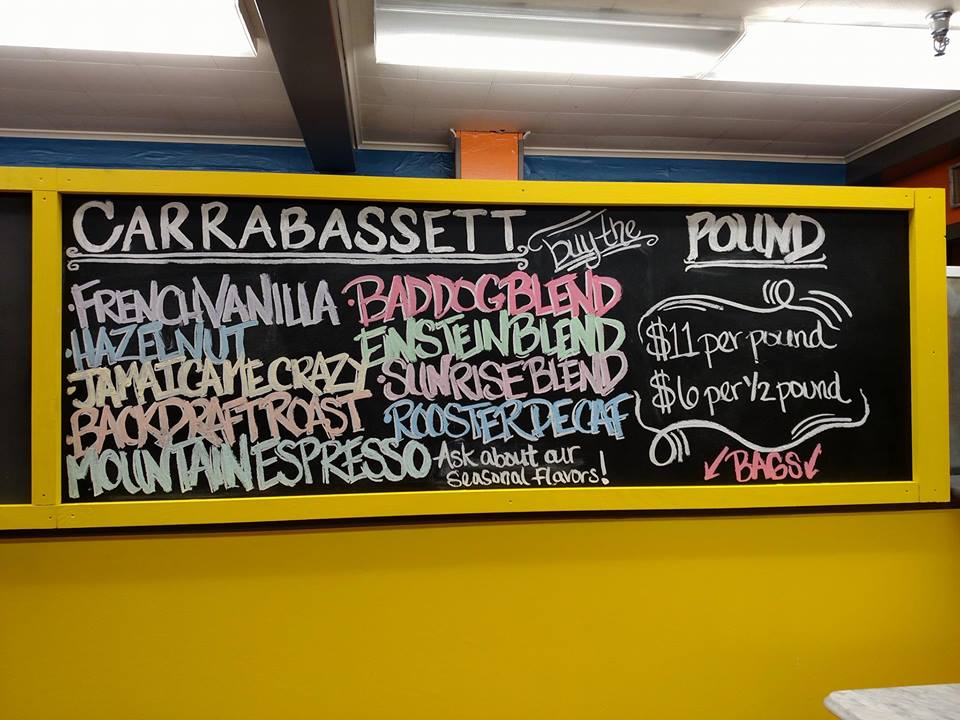 CARRABASSETT buy the POUND
·FRENCH VANILLA
·HAZELNUT
JAMAICA ME CRAZY
·BACKDRAFT ROAST
MOUNTAIN ESPRESSO
·BAD DOG BLEND
EINSTEIN BLEND
·SUNRISE BLEND
ROOSTER DECAF
Ask about our
Seasonal Flavors!
$11 per pound
$6 per 1/2 pound
↙BAGS↙